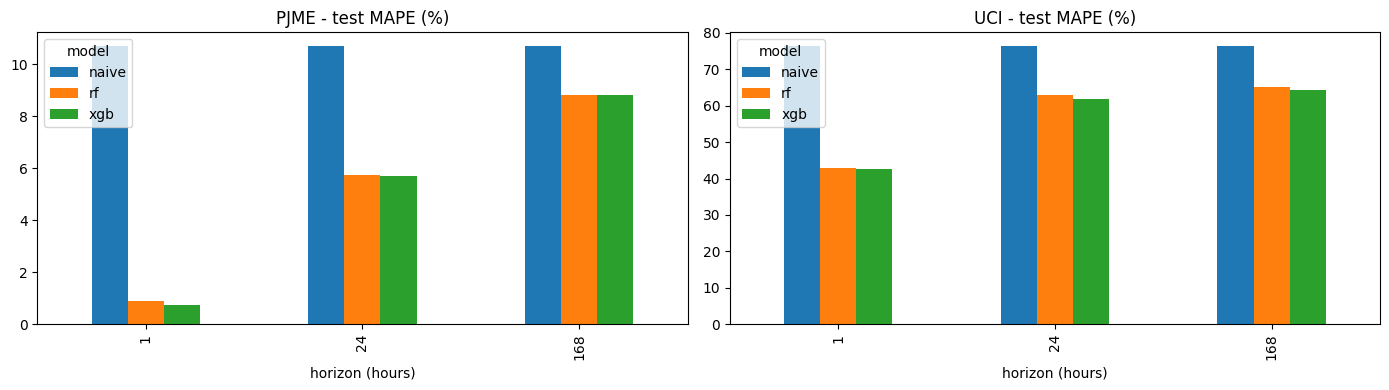 PJME - test MAPE (%)
model
naive
rf
xgb
10
8
6
4
2
0
1
24
168
horizon (hours)
UCI - test MAPE (%)
model
naive
rf
xgb
80
70
60
50
40
30
20
10
0
1
24
168
horizon (hours)